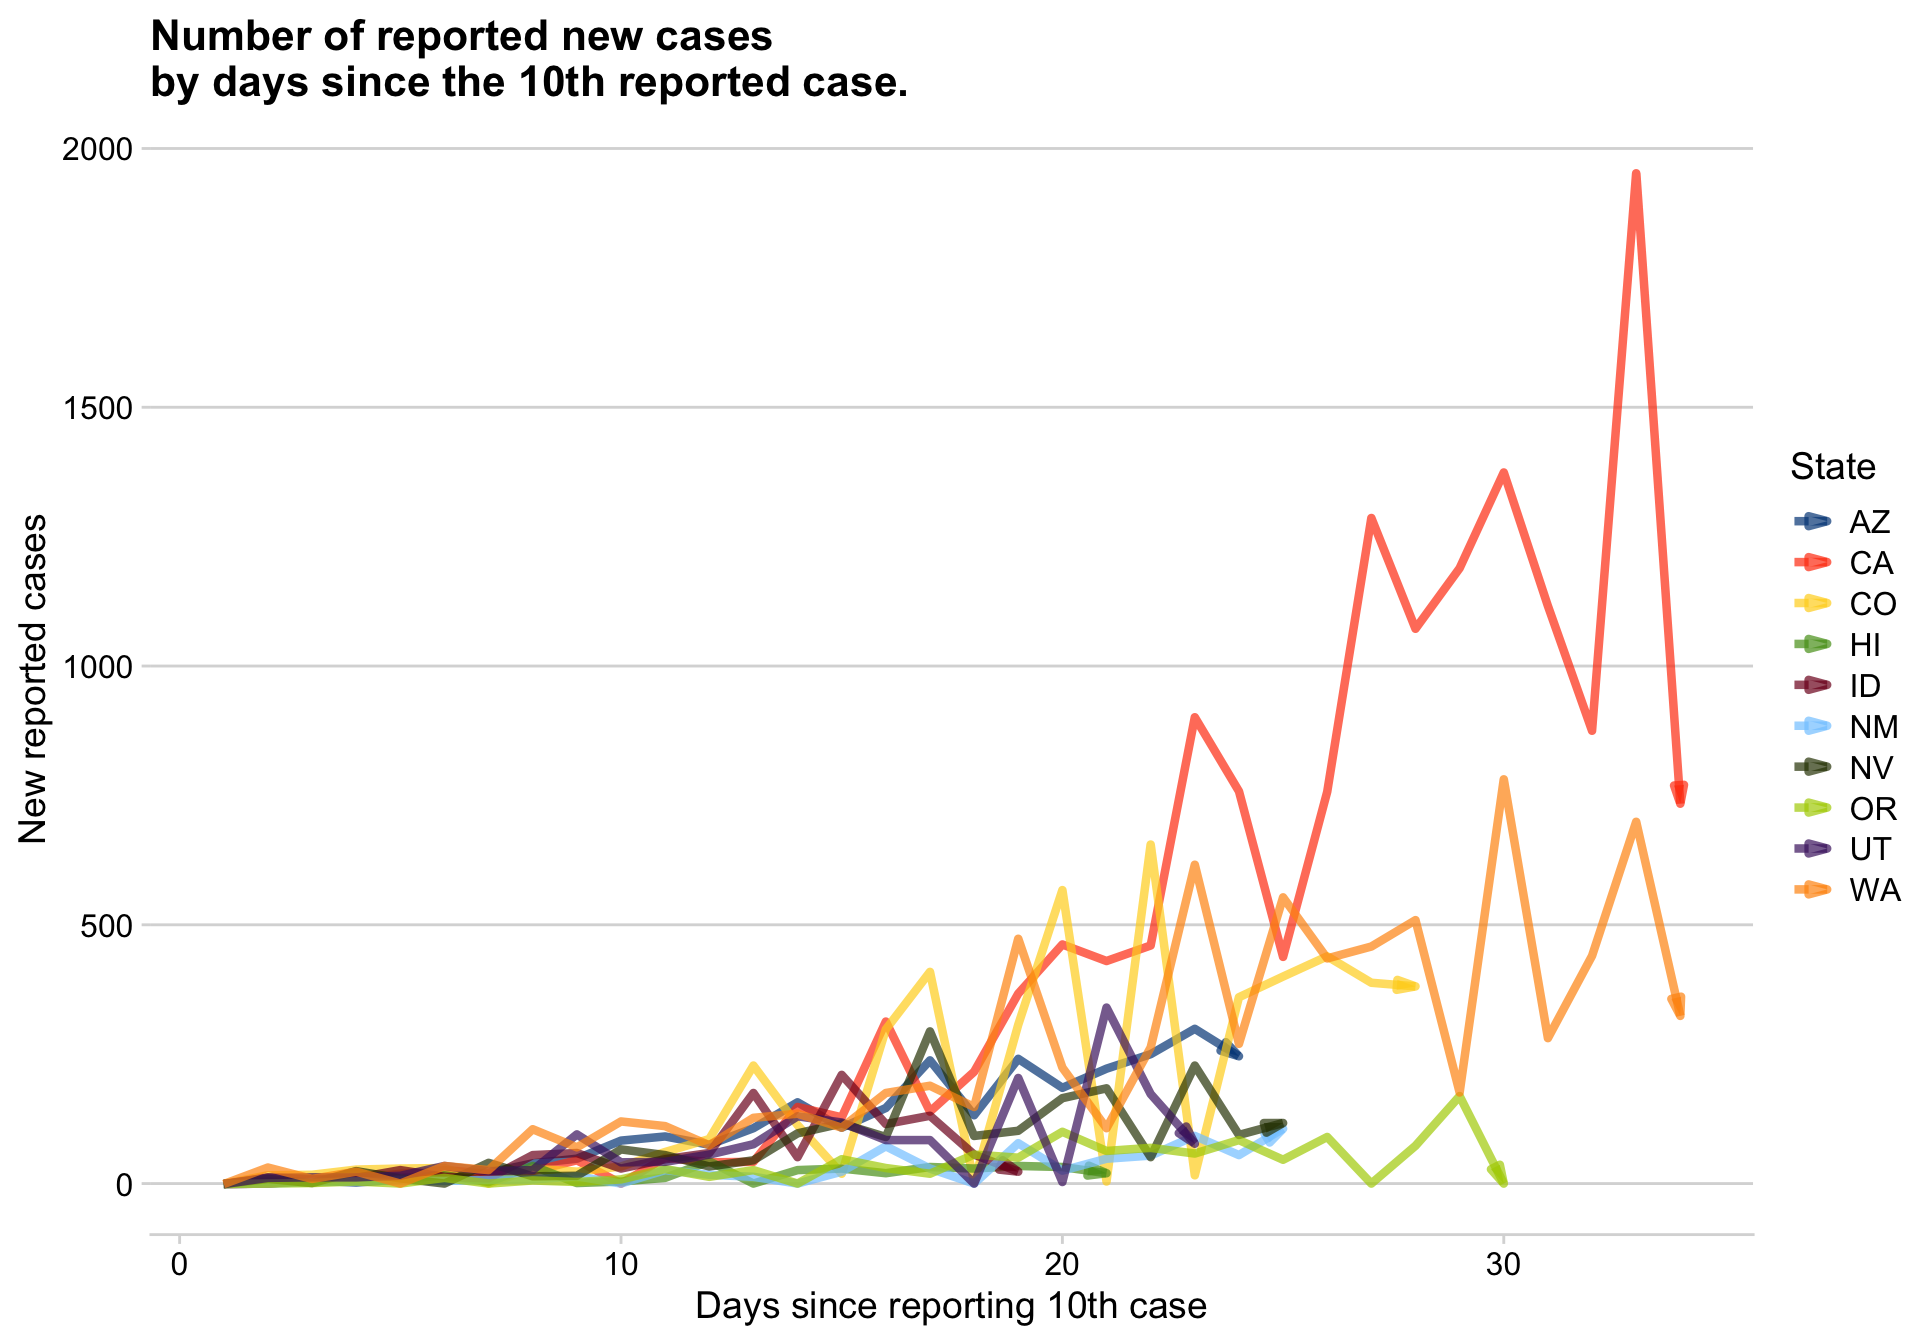 Number of reported new cases
by days since the 10th reported case.
2000
1500
1000
500
0
New reported cases
0 10 20 30
Days since reporting 10th case
State
AZ
CA
CO
HI
ID
NM
NV
OR
UT
WA